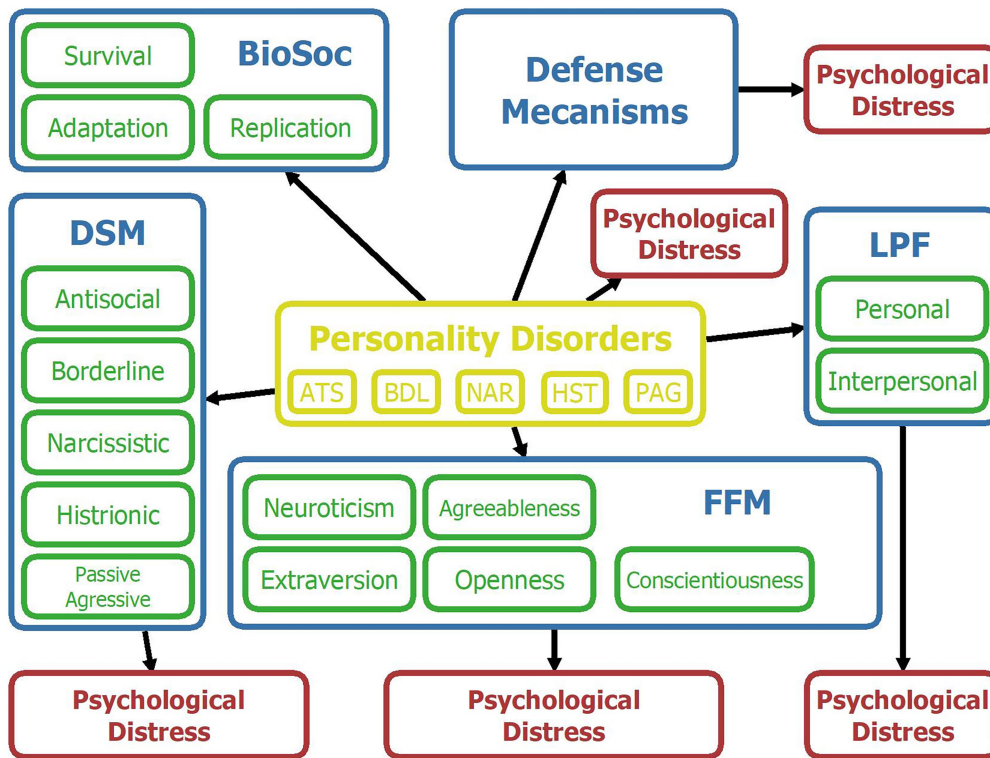 BioSoc
Survival
Adaptation
Replication
Defense
Mecanisms
Psychological
Distress
DSM
Antisocial
Borderline
Narcissistic
Histrionic
Passive
Agressive
Psychological
Distress
LPF
Personal
Interpersonal
Personality Disorders
ATS
BDL
NAR
HST
PAG
FFM
Neuroticism
Agreeableness
Extraversion
Openness
Conscientiousness
Psychological
Distress
Psychological
Distress
Psychological
Distress